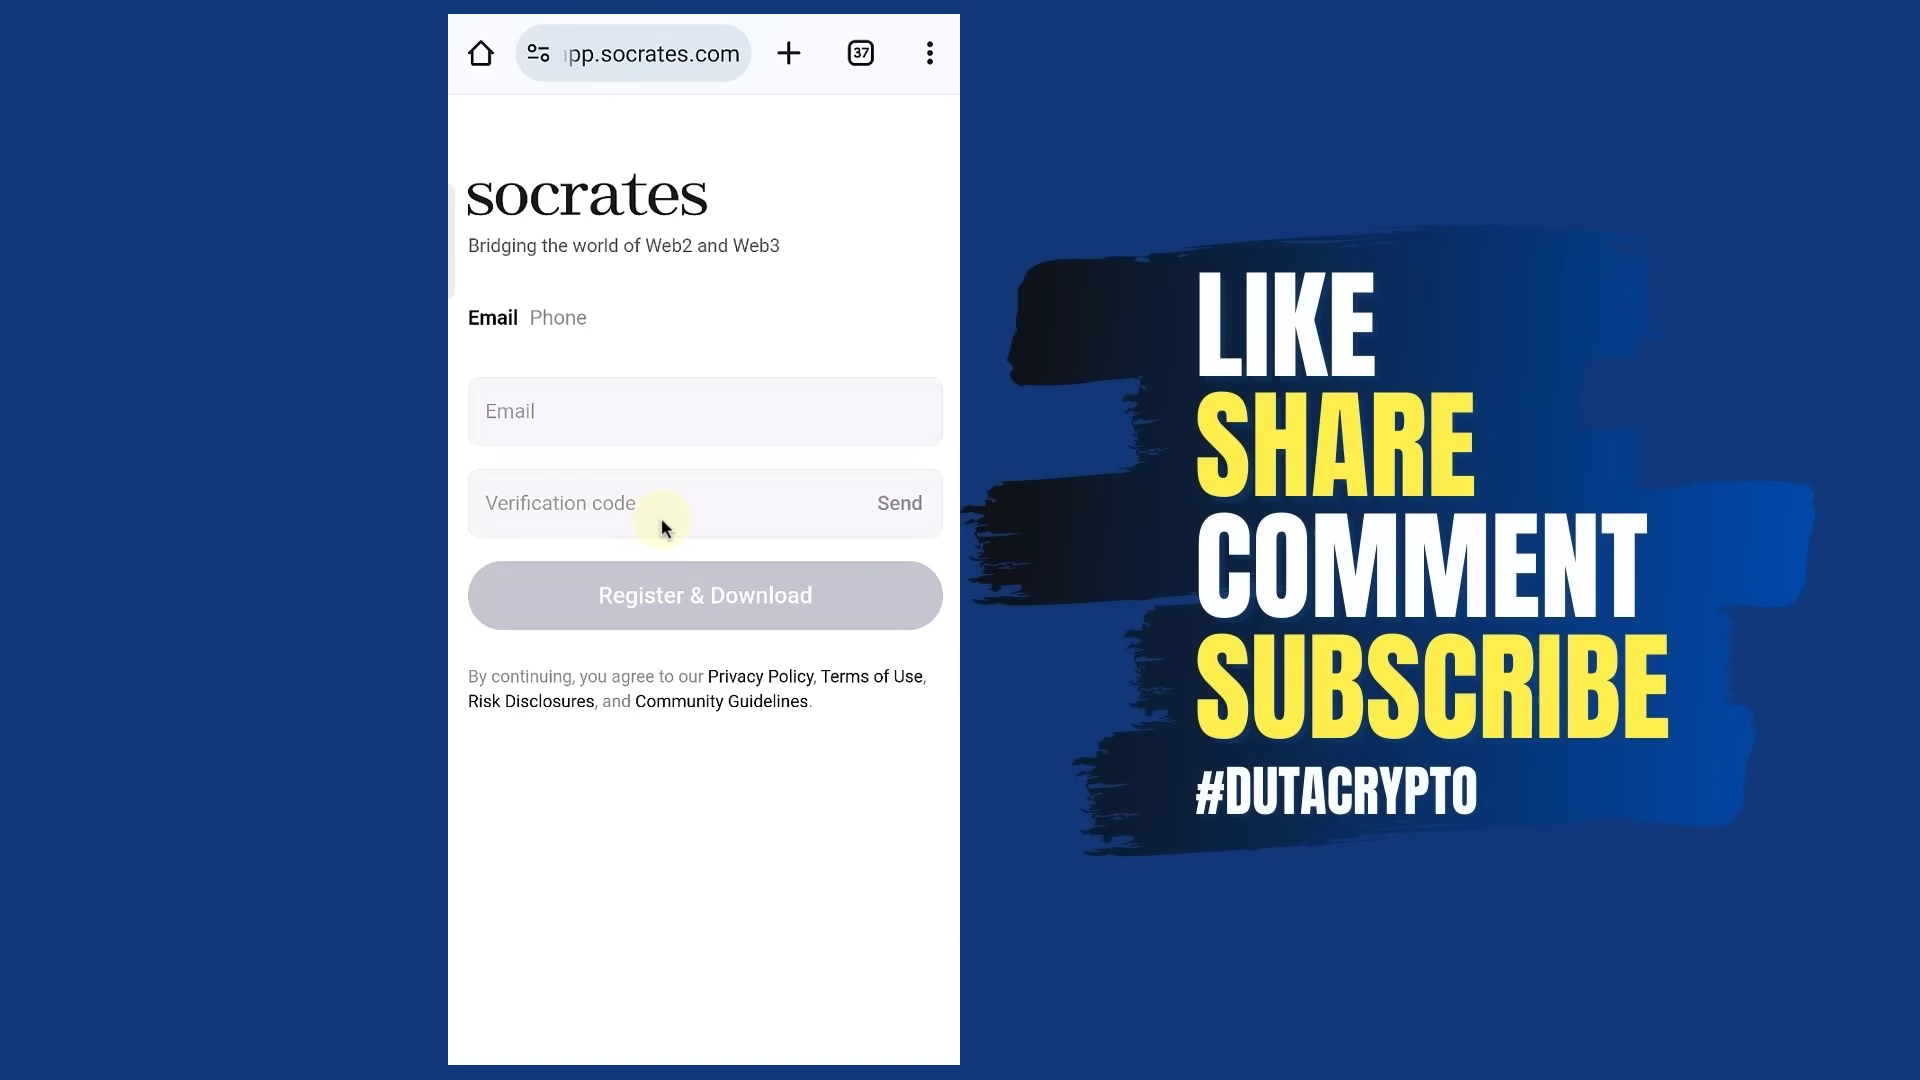 pp.socrates.com
37
socrates
Bridging the world of Web2 and Web3
Email Phone
Email
Verification code Send
Register & Download
By continuing, you agree to our Privacy Policy, Terms of Use,
Risk Disclosures, and Community Guidelines.
LIKE
SHARE
COMMENT
SUBSCRIBE
#DUTACRYPTO